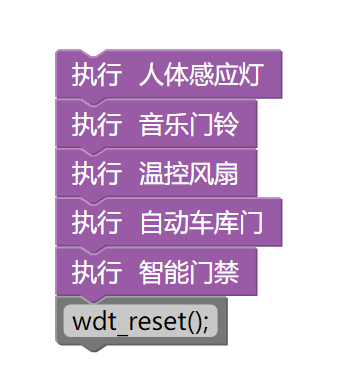 执行 人体感应灯
执行 音乐门铃
执行 温控风扇
执行 自动车库门
执行 智能门禁
wdt_reset();